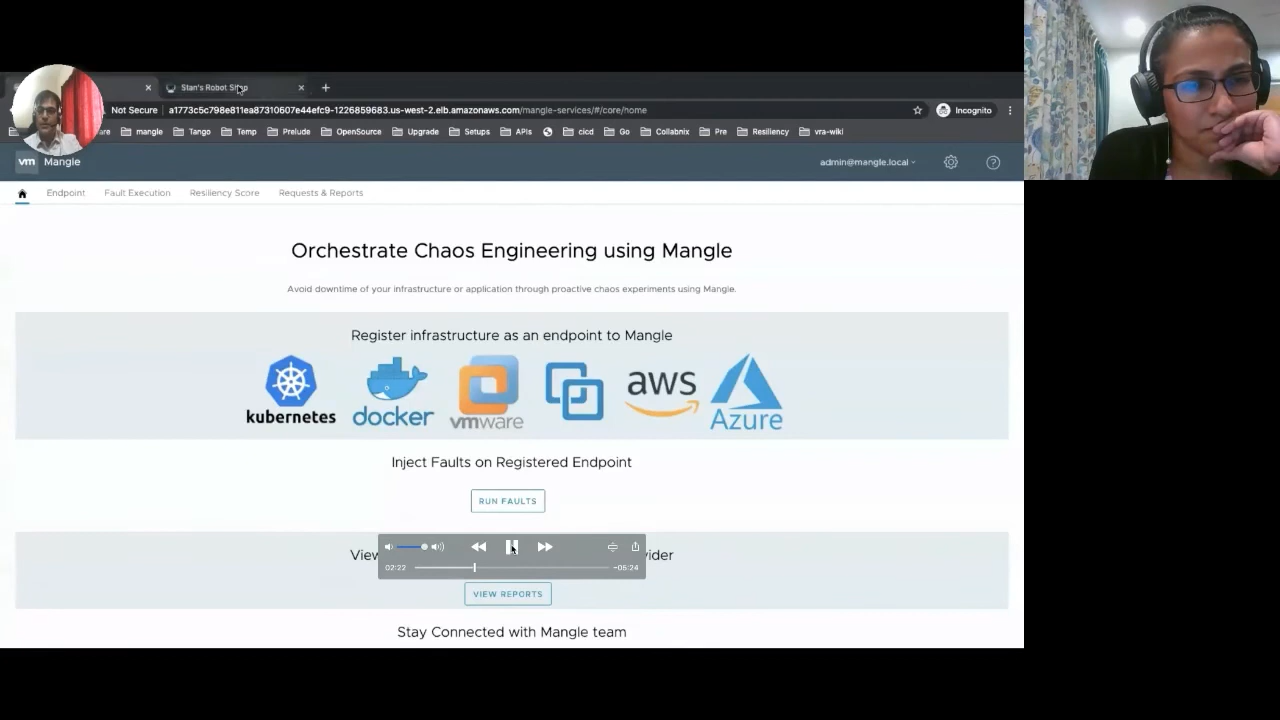 Stan's Robot Shop
Not Secure a1773c5c798e811ea87310607e44efc9-1226859683.us-west-2.elb.amazonaws.com/mangle-services/#/core/home Incognito
mangle Tango Temp Prelude OpenSource Upgrade Setups APIs cicd Go Collabnix Pre Resiliency vra-wiki
vm Mangle admin@mangle.local
Endpoint Fault Execution Resiliency Score Requests & Reports
Orchestrate Chaos Engineering using Mangle
Avoid downtime of your infrastructure or application through proactive chaos experiments using Mangle.
Register infrastructure as an endpoint to Mangle
kubernetes docker vmware aws Azure
Inject Faults on Registered Endpoint
RUN FAULTS
02:22
VIEW REPORTS
Stay Connected with Mangle team